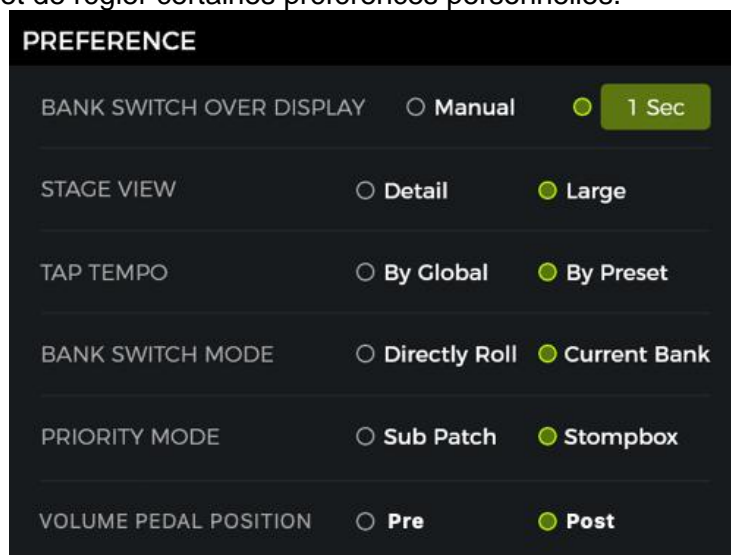 et de régler certaines préférences personnelles.
PREFERENCE
BANK SWITCH OVER DISPLAY Manual 1 Sec
STAGE VIEW Detail Large
TAP TEMPO By Global By Preset
BANK SWITCH MODE Directly Roll Current Bank
PRIORITY MODE Sub Patch Stompbox
VOLUME PEDAL POSITION Pre Post